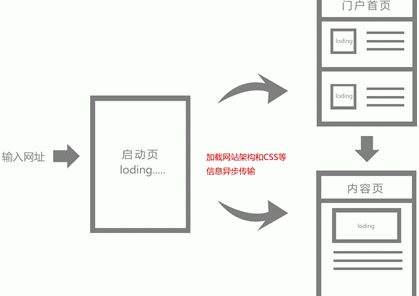 输入网址
启动页
loding.....
加载网站架构和CSS等
信息异步传输
门户首页
loding
loding
内容页
loding